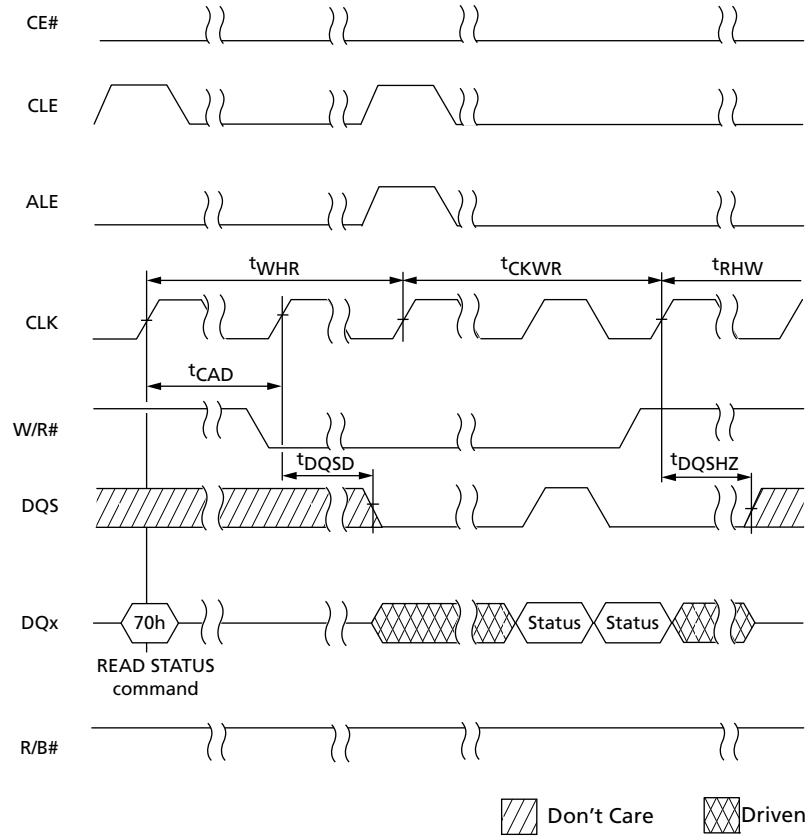 CE#
CLE
ALE
tWHR tCKWR tRHW
CLK
tCAD
W/R#
tDQSD tDQSHZ
DQS
DQx 70h Status Status
READ STATUS
command
R/B#
Don't Care Driven